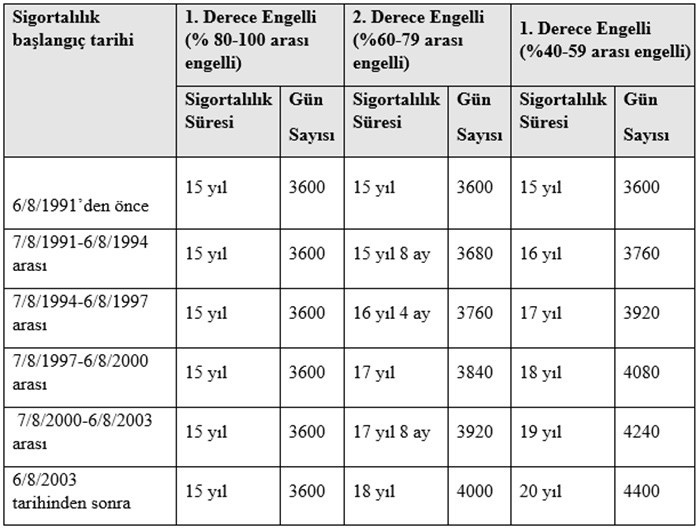 Sigortalılık
başlangıç tarihi
1. Derece Engelli
(% 80-100 arası
engelli)
2. Derece Engelli
(%60-79 arası
engelli)
1. Derece Engelli
(%40-59 arası engelli)
Sigortalılık
Süresi
Gün
Sayısı
Sigortalılık
Süresi
Gün
Sayısı
Sigortalılık
Süresi
Gün
Sayısı
6/8/1991’den önce
15 yıl 3600 15 yıl 3600 15 yıl 3600
7/8/1991-6/8/1994
arası
15 yıl 3600 15 yıl 8 ay 3680 16 yıl 3760
7/8/1994-6/8/1997
arası
15 yıl 3600 16 yıl 4 ay 3760 17 yıl 3920
7/8/1997-6/8/2000
arası
15 yıl 3600 17 yıl 3840 18 yıl 4080
7/8/2000-6/8/2003
arası
15 yıl 3600 17 yıl 8 ay 3920 19 yıl 4240
6/8/2003
tarihinden sonra
15 yıl 3600 18 yıl 4000 20 yıl 4400